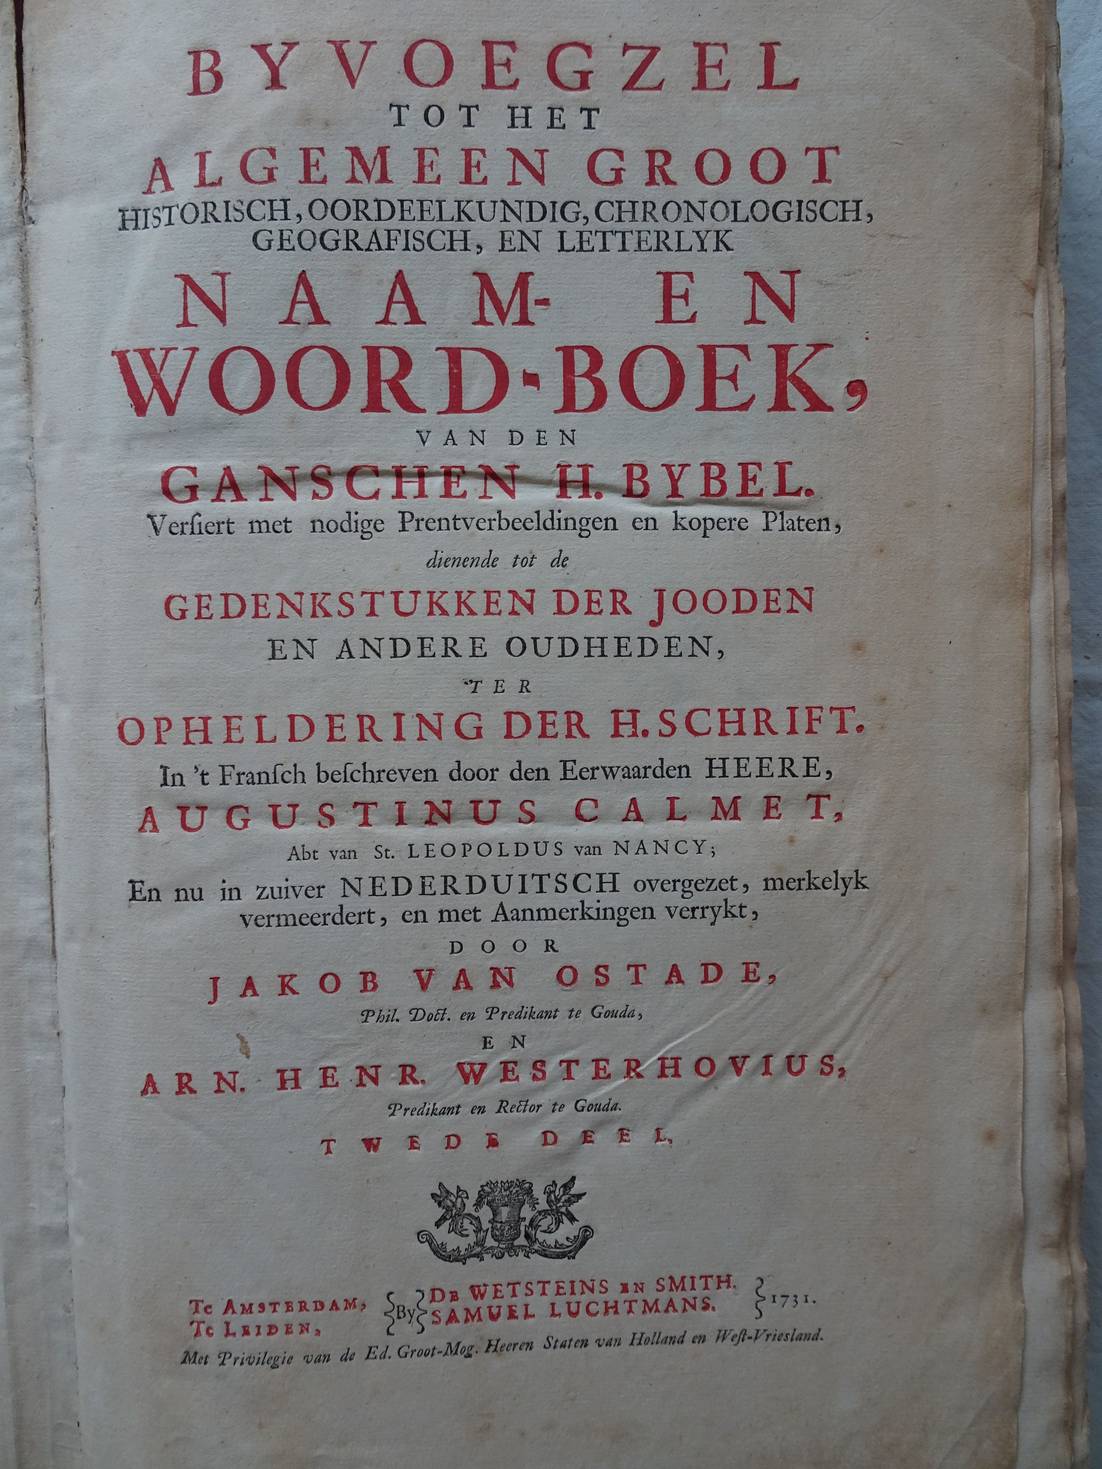 BYVOEGZEL
TOT HET
ALGEMEEN GROOT
HISTORISCH, OORDEELKUNDIG, CHRONOLOGISCH,
GEOGRAFISCH, EN LETTERLYK
NAAM- EN
WOORD-BOEK,
VAN DEN
GANSCHEN H. BYBEL.
Verſiert met nodige Prentverbeeldingen en kopere Platen,
dienende tot de
GEDENKSTUKKEN DER JOODEN
EN ANDERE OUDHEDEN,
TER
OPHELDERING DER H. SCHRIFT.
In 't Franſch beſchreven door den Eerwaarden HEERE,
AUGUSTINUS CALMET,
Abt van St. LEOPOLDUS van NANCY;
En nu in zuiver NEDERDUITSCH overgezet, merkelyk
vermeerdert, en met Aanmerkingen verrykt,
DOOR
JAKOB VAN OSTADE,
Phil. Doct. en Predikant te Gouda,
EN
ARN. HENR. WESTERHOVIUS,
Predikant en Rector te Gouda.
TWEDE DEEL,
Te AMSTERDAM, } By { DE WETSTEINS EN SMITH. } 1731.
Te LEIDEN, SAMUEL LUCHTMANS.
Met Privilegie van de Ed. Groot-Mog. Heeren Staten van Holland en Weſt-Vriesland.